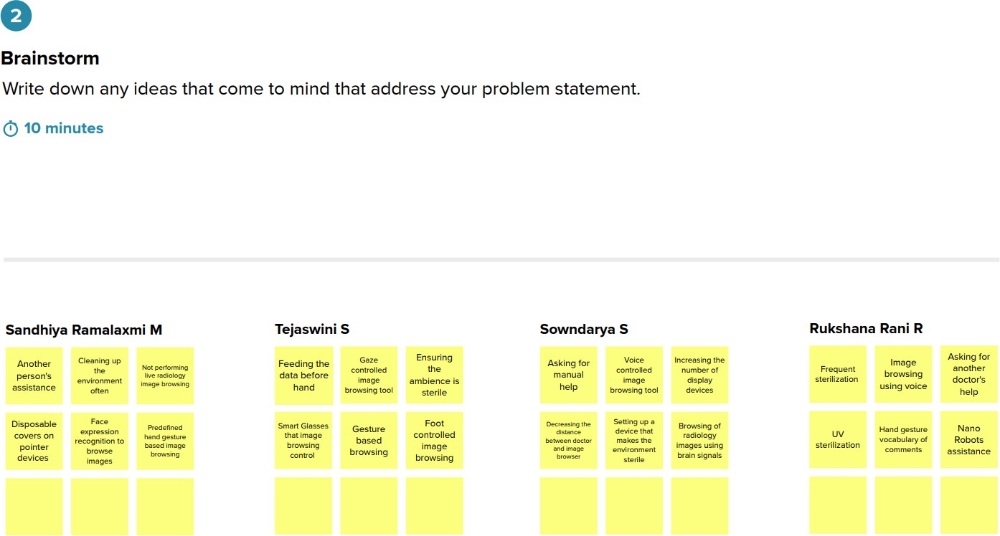 2
Brainstorm
Write down any ideas that come to mind that address your problem statement.
10 minutes
Sandhiya Ramalaxmi M
Another
person's
assistance
Cleaning up
the
environment
often
Not performing
live radiology
image browsing
Disposable
covers on
pointer
devices
Face
expression
recognition to
browse
images
Predefined
hand gesture
based image
browsing
Tejaswini S
Feeding the
data before
hand
Gaze
controlled
image
browsing tool
Ensuring
the
ambience is
sterile
Smart Glasses
that image
browsing
control
Gesture
based
browsing
Foot
controlled
image
browsing
Sowndarya S
Asking for
manual
help
Voice
controlled
image
browsing tool
Increasing the
number of
display
devices
Decreasing the
distance
between doctor
and image
browser
Setting up a
device that
makes the
environment
sterile
Browsing of
radiology
images using
brain signals
Rukshana Rani R
Frequent
sterilization
Image
browsing
using voice
Asking for
another
doctor's
help
UV
sterilization
Hand gesture
vocabulary of
comments
Nano
Robots
assistance